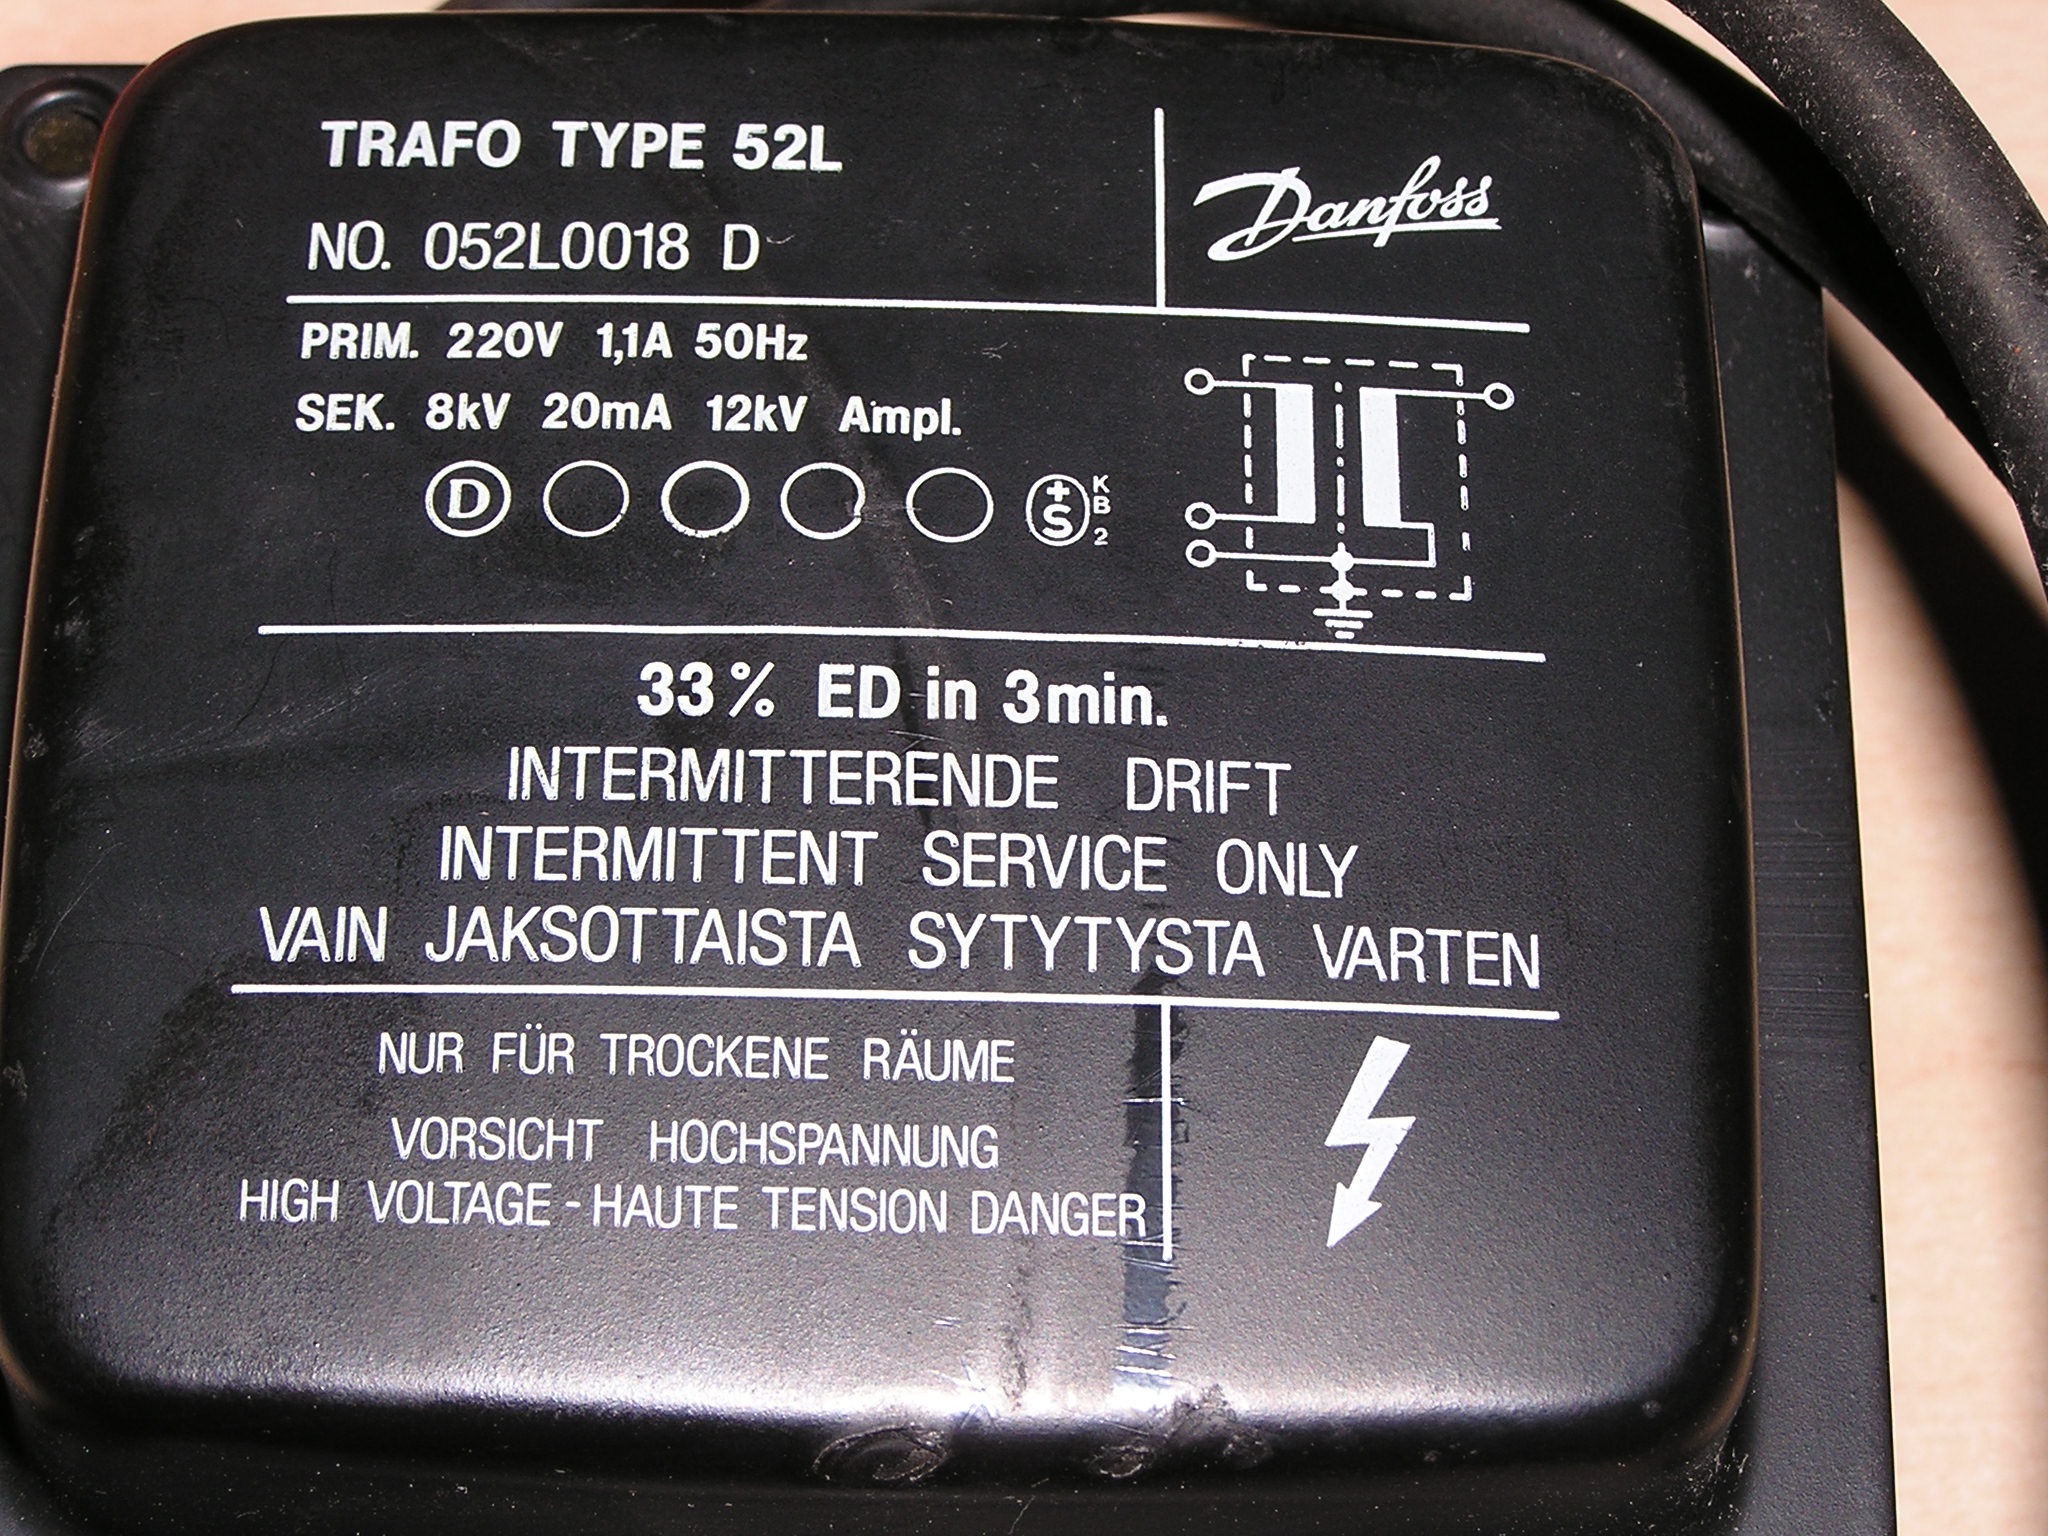 TRAFO TYPE 52L
Danfoss
NO. 052L0018 D
PRIM. 220V 1,1A 50Hz
SEK. 8kV 20mA 12kV Ampl.
D +S KB2
33% ED in 3min.
INTERMITTERENDE DRIFT
INTERMITTENT SERVICE ONLY
VAIN JAKSOTTAISTA SYTYTYSTA VARTEN
NUR FÜR TROCKENE RÄUME
VORSICHT HOCHSPANNUNG
HIGH VOLTAGE - HAUTE TENSION DANGER